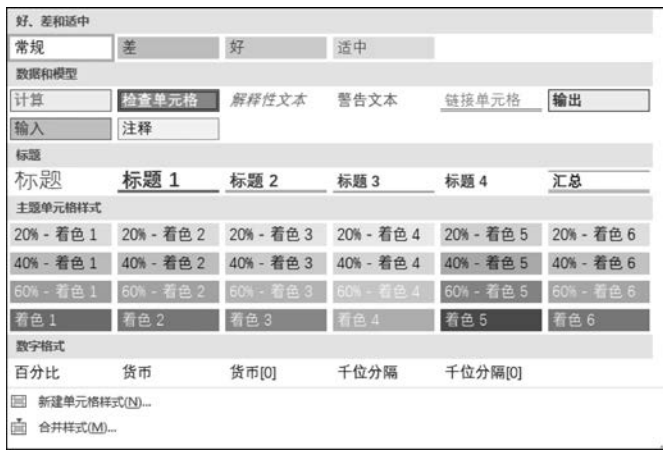 好、差和适中
常规 差 好 适中
数据和模型
计算 检查单元格 解释性文本 警告文本 链接单元格 输出
输入 注释
标题
标题 标题 1 标题 2 标题 3 标题 4 汇总
主题单元格样式
20% - 着色 1 20% - 着色 2 20% - 着色 3 20% - 着色 4 20% - 着色 5 20% - 着色 6
40% - 着色 1 40% - 着色 2 40% - 着色 3 40% - 着色 4 40% - 着色 5 40% - 着色 6
60% - 着色 1 60% - 着色 2 60% - 着色 3 60% - 着色 4 60% - 着色 5 60% - 着色 6
着色 1 着色 2 着色 3 着色 4 着色 5 着色 6
数字格式
百分比 货币 货币[0] 千位分隔 千位分隔[0]
新建单元格样式(N)...
合并样式(M)...